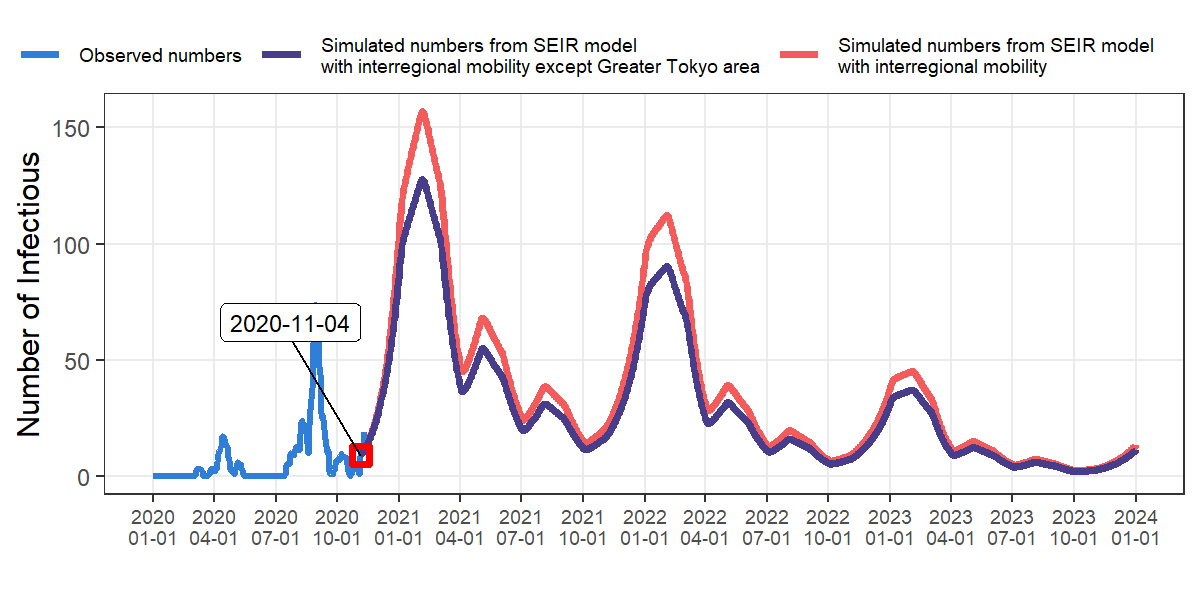 Observed numbers
Simulated numbers from SEIR model
with interregional mobility except Greater Tokyo area
Simulated numbers from SEIR model
with interregional mobility
Number of Infectious
150
100
50
0
2020-11-04
2020 2020 2020 2020 2021 2021 2021 2021 2022 2022 2022 2022 2023 2023 2023 2023 2024
01-01 04-01 07-01 10-01 01-01 04-01 07-01 10-01 01-01 04-01 07-01 10-01 01-01 04-01 07-01 10-01 01-01